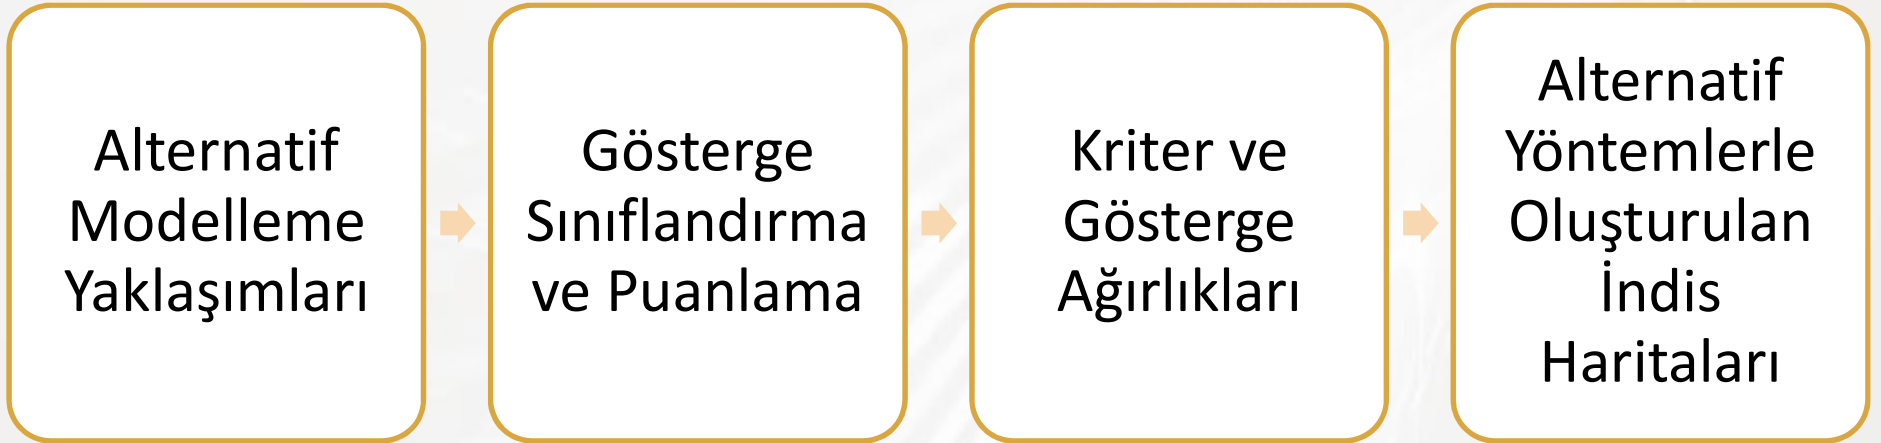 Alternatif
Modelleme
Yaklaşımları
Gösterge
Sınıflandırma
ve Puanlama
Kriter ve
Gösterge
Ağırlıkları
Alternatif
Yöntemlerle
Oluşturulan
İndis
Haritaları